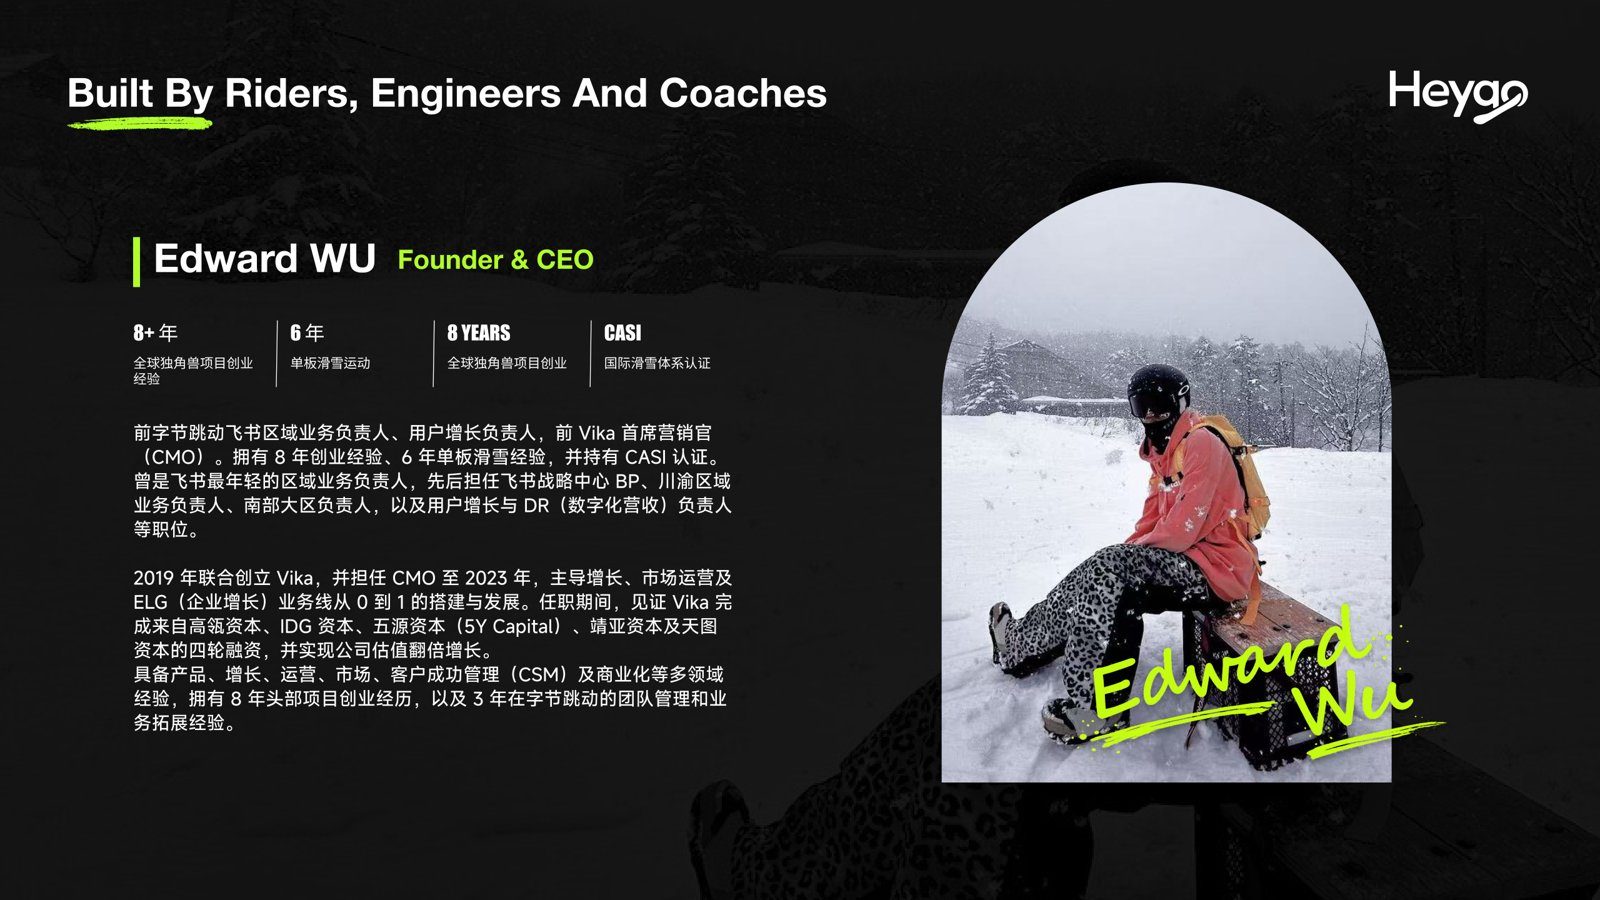 Built By Riders, Engineers And Coaches
Heygo
Edward WU Founder & CEO
8+ 年
全球独角兽项目创业
经验
6 年
单板滑雪运动
8 YEARS
全球独角兽项目创业
CASI
国际滑雪体系认证
前字节跳动飞书区域业务负责人、用户增长负责人，前 Vika 首席营销官
（CMO）。拥有 8 年创业经验、6 年单板滑雪经验，并持有 CASI 认证。
曾是飞书最年轻的区域业务负责人，先后担任飞书战略中心 BP、川渝区域
业务负责人、南部大区负责人，以及用户增长与 DR（数字化营收）负责人
等职位。
2019 年联合创立 Vika，并担任 CMO 至 2023 年，主导增长、市场运营及
ELG（企业增长）业务线从 0 到 1 的搭建与发展。任职期间，见证 Vika 完
成来自高瓴资本、IDG 资本、五源资本（5Y Capital）、靖亚资本及天图
资本的四轮融资，并实现公司估值翻倍增长。
具备产品、增长、运营、市场、客户成功管理（CSM）及商业化等多领域
经验，拥有 8 年头部项目创业经历，以及 3 年在字节跳动的团队管理和业
务拓展经验。
Edward
Wu